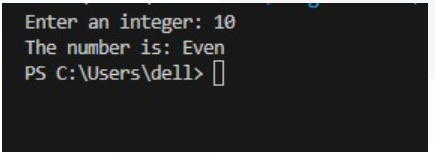 Enter an integer: 10
The number is: Even
PS C:\Users\dell>